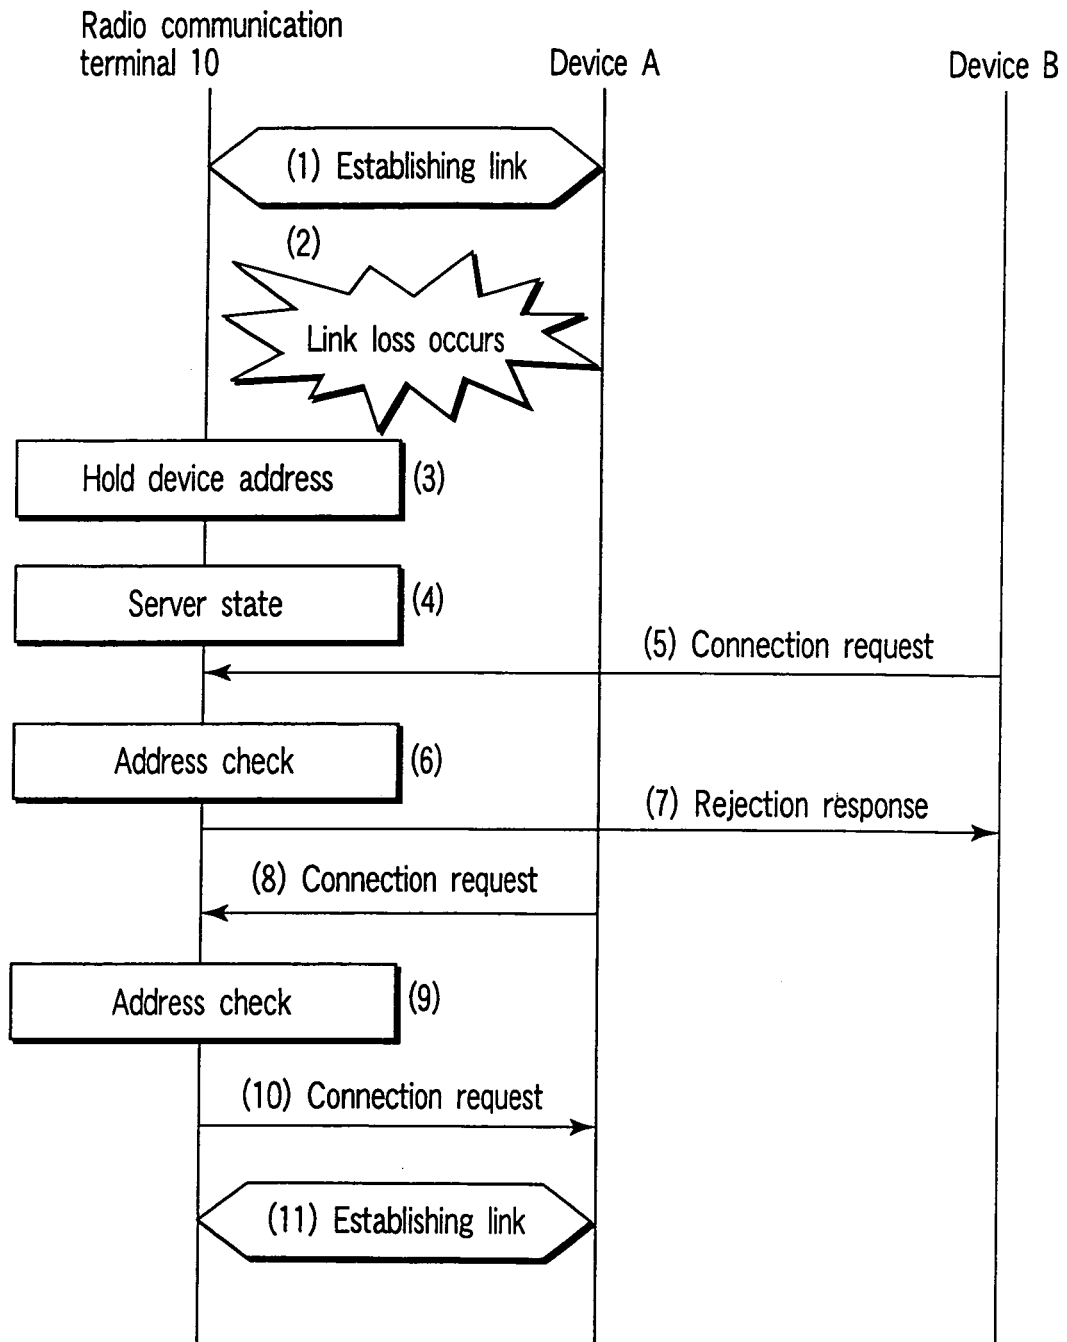 Radio communication
terminal 10
Device A
Device B
(1) Establishing link
(2)
Link loss occurs
Hold device address
(3)
Server state
(4)
(5) Connection request
Address check
(6)
(7) Rejection response
(8) Connection request
Address check
(9)
(10) Connection request
(11) Establishing link